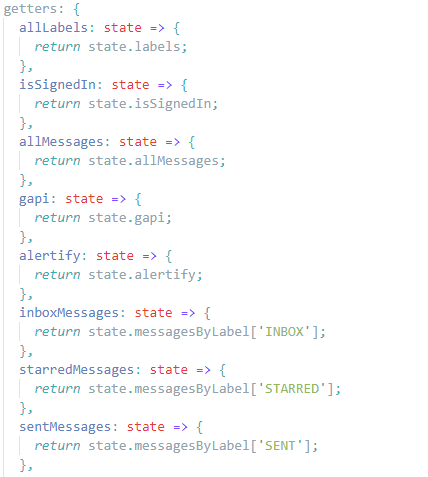 getters: {
  allLabels: state => {
    return state.labels;
  },
  isSignedIn: state => {
    return state.isSignedIn;
  },
  allMessages: state => {
    return state.allMessages;
  },
  gapi: state => {
    return state.gapi;
  },
  alertify: state => {
    return state.alertify;
  },
  inboxMessages: state => {
    return state.messagesByLabel['INBOX'];
  },
  starredMessages: state => {
    return state.messagesByLabel['STARRED'];
  },
  sentMessages: state => {
    return state.messagesByLabel['SENT'];
  },